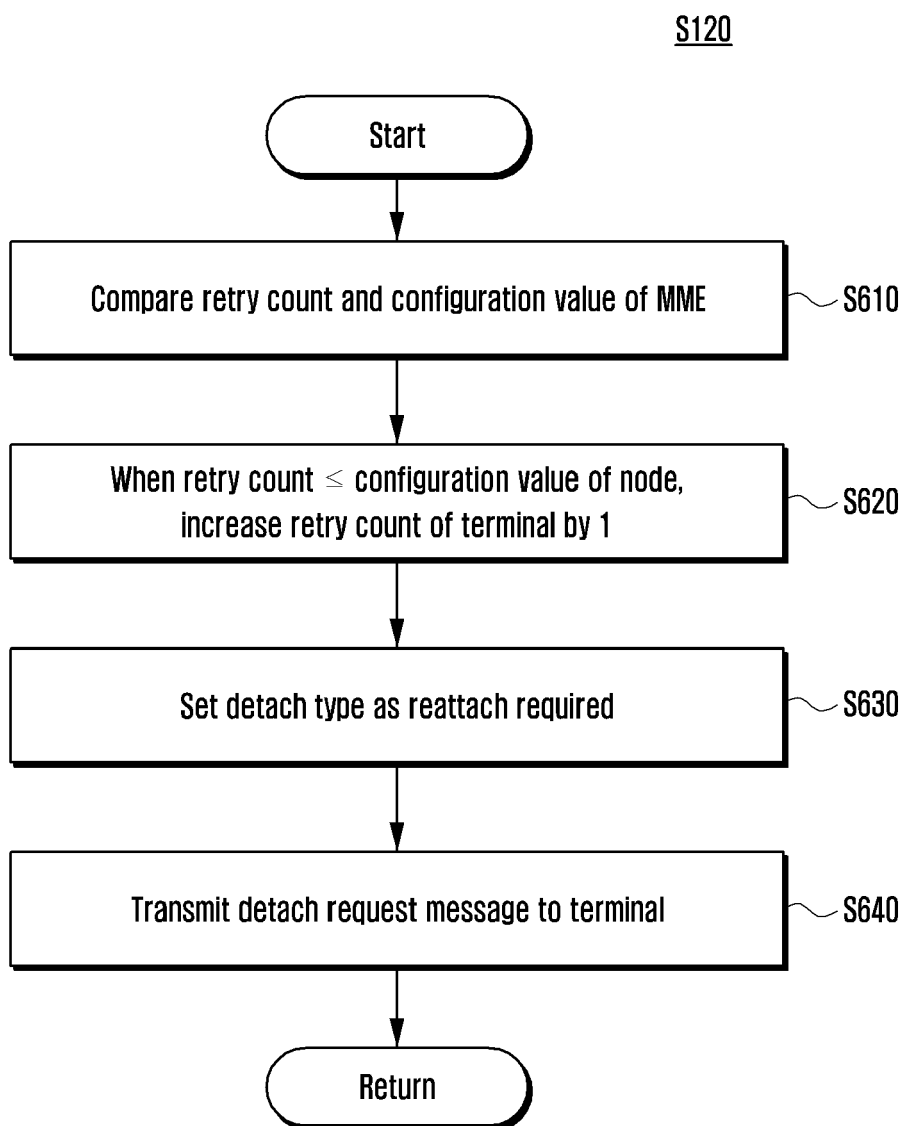 S120
Start
Compare retry count and configuration value of MME
S610
When retry count ≤ configuration value of node,
increase retry count of terminal by 1
S620
Set detach type as reattach required
S630
Transmit detach request message to terminal
S640
Return